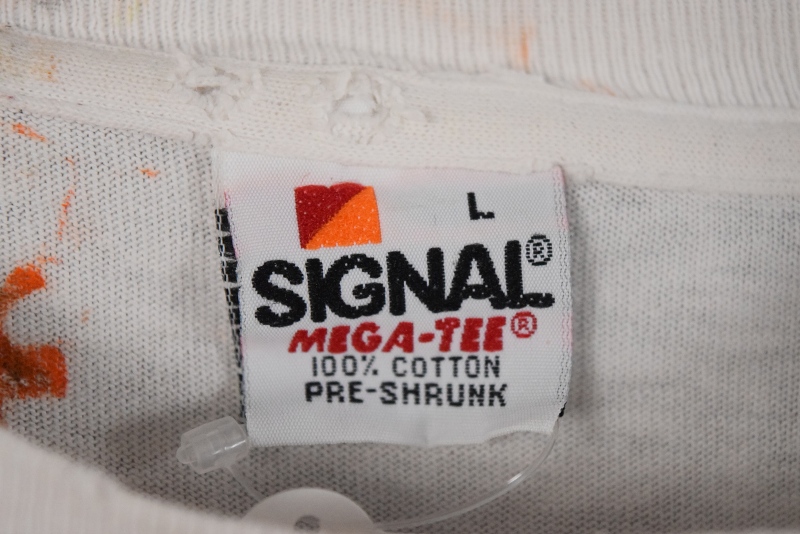 L
SIGNAL®
MEGA-TEE®
100% COTTON
PRE-SHRUNK